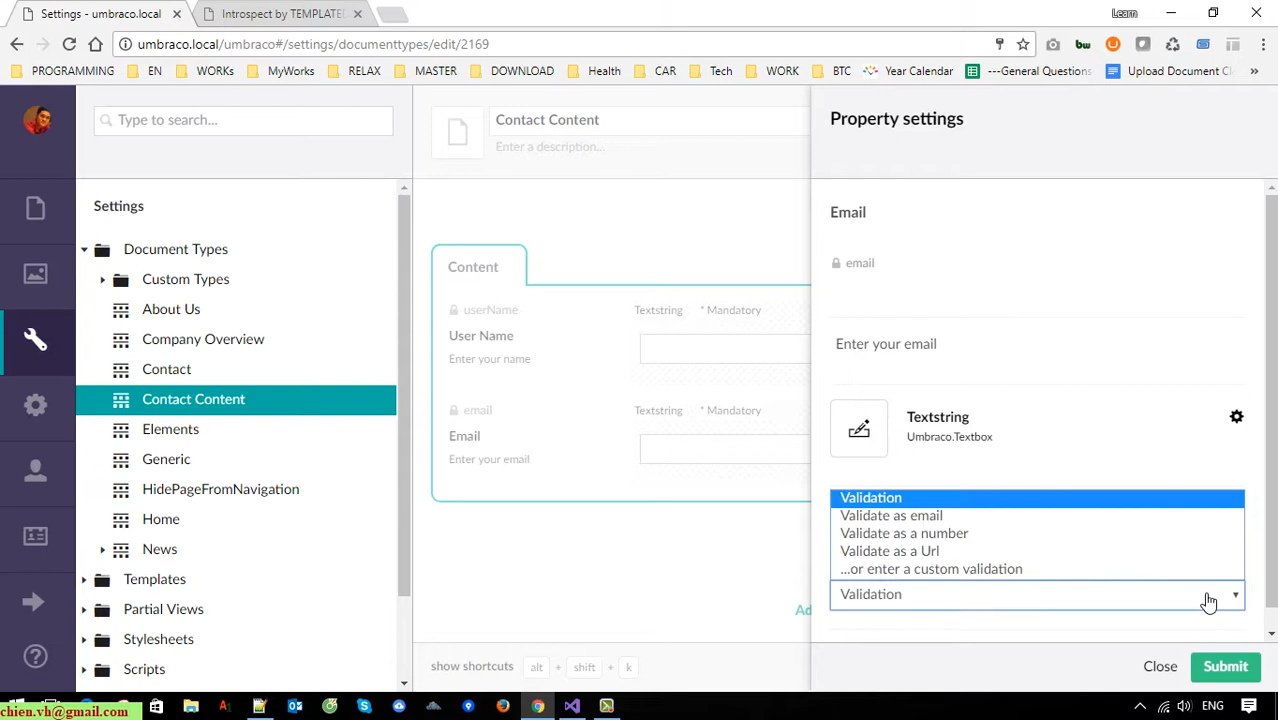 Settings - umbraco.local
Introspect by TEMPLATE
Learn
umbraco.local/umbraco#/settings/documenttypes/edit/2169
PROGRAMMING EN WORKs MyWorks RELAX MASTER DOWNLOAD Health CAR Tech WORK BTC Year Calendar ---General Questions Upload Document Cl
Type to search...
Settings
Document Types
Custom Types
About Us
Company Overview
Contact
Contact Content
Elements
Generic
HidePageFromNavigation
Home
News
Templates
Partial Views
Stylesheets
Scripts
Contact Content
Enter a description...
Content
userName Textstring * Mandatory
User Name
Enter your name
email Textstring * Mandatory
Email
Enter your email
Ad
show shortcuts alt + shift + k
Property settings
Email
email
Enter your email
Textstring
Umbraco.Textbox
Validation
Validate as email
Validate as a number
Validate as a Url
...or enter a custom validation
Validation
Close Submit
chien.vh@gmail.com
ENG